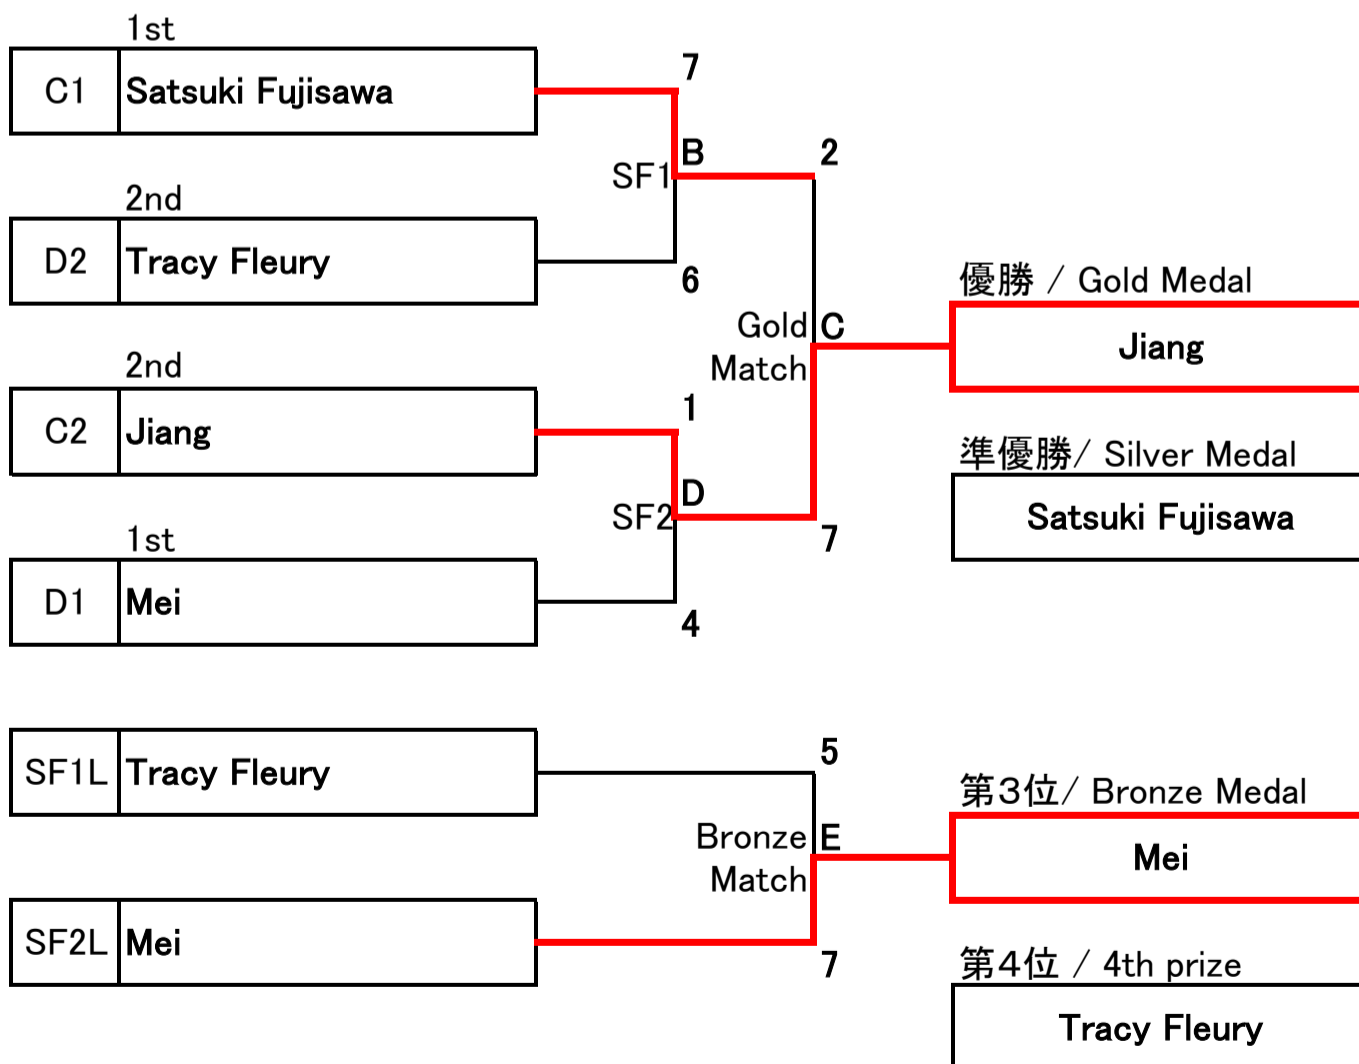 1st
C1 Satsuki Fujisawa
7
SF1 B
2
2nd
D2 Tracy Fleury
6
優勝 / Gold Medal
Gold Match C
Jiang
2nd
C2 Jiang
1
準優勝/ Silver Medal
Satsuki Fujisawa
SF2 D
7
1st
D1 Mei
4
SF1L Tracy Fleury
5
第3位/ Bronze Medal
Bronze Match E
Mei
SF2L Mei
7
第4位 / 4th prize
Tracy Fleury